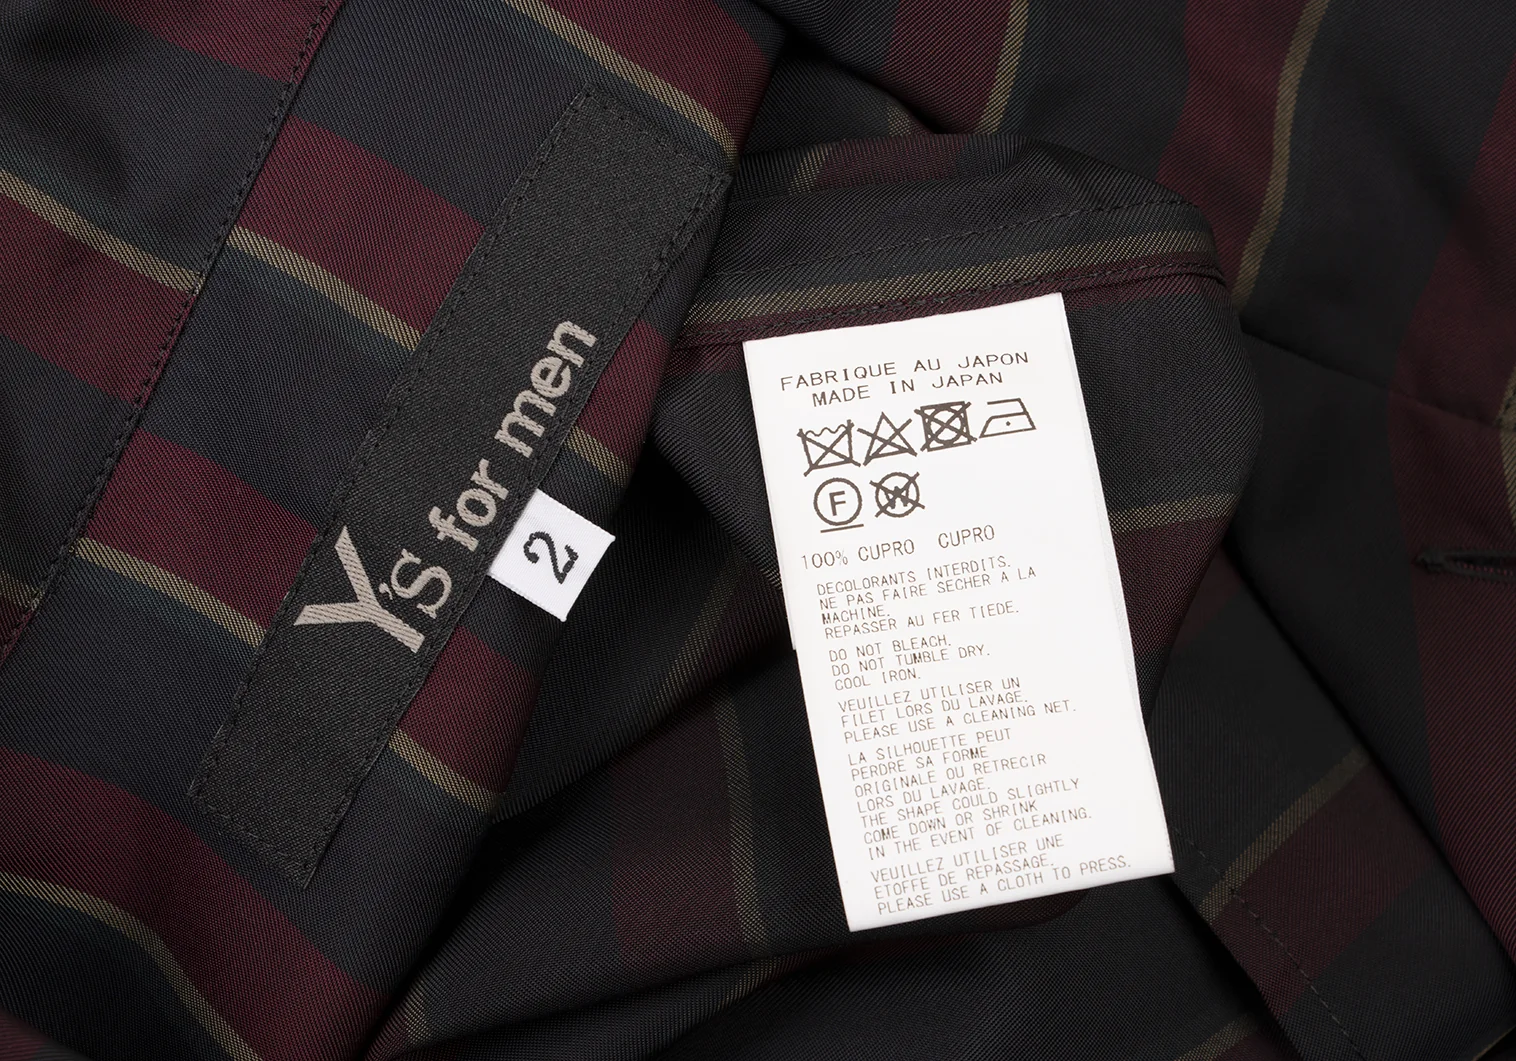 Y's for men
2
FABRIQUE AU JAPON
MADE IN JAPAN
F
W
100% CUPRO CUPRO
DECOLORANTS INTERDITS.
NE PAS FAIRE SECHER A LA
MACHINE.
REPASSER AU FER TIEDE.
DO NOT BLEACH.
DO NOT TUMBLE DRY.
COOL IRON.
VEUILLEZ UTILISER UN
FILET LORS DU LAVAGE.
PLEASE USE A CLEANING NET.
LA SILHOUETTE PEUT
PERDRE SA FORME
ORIGINALE OU RETRECIR
LORS DU LAVAGE.
THE SHAPE COULD SLIGHTLY
COME DOWN OR SHRINK
IN THE EVENT OF CLEANING.
VEUILLEZ UTILISER UNE
ETOFFE DE REPASSAGE.
PLEASE USE A CLOTH TO PRESS.